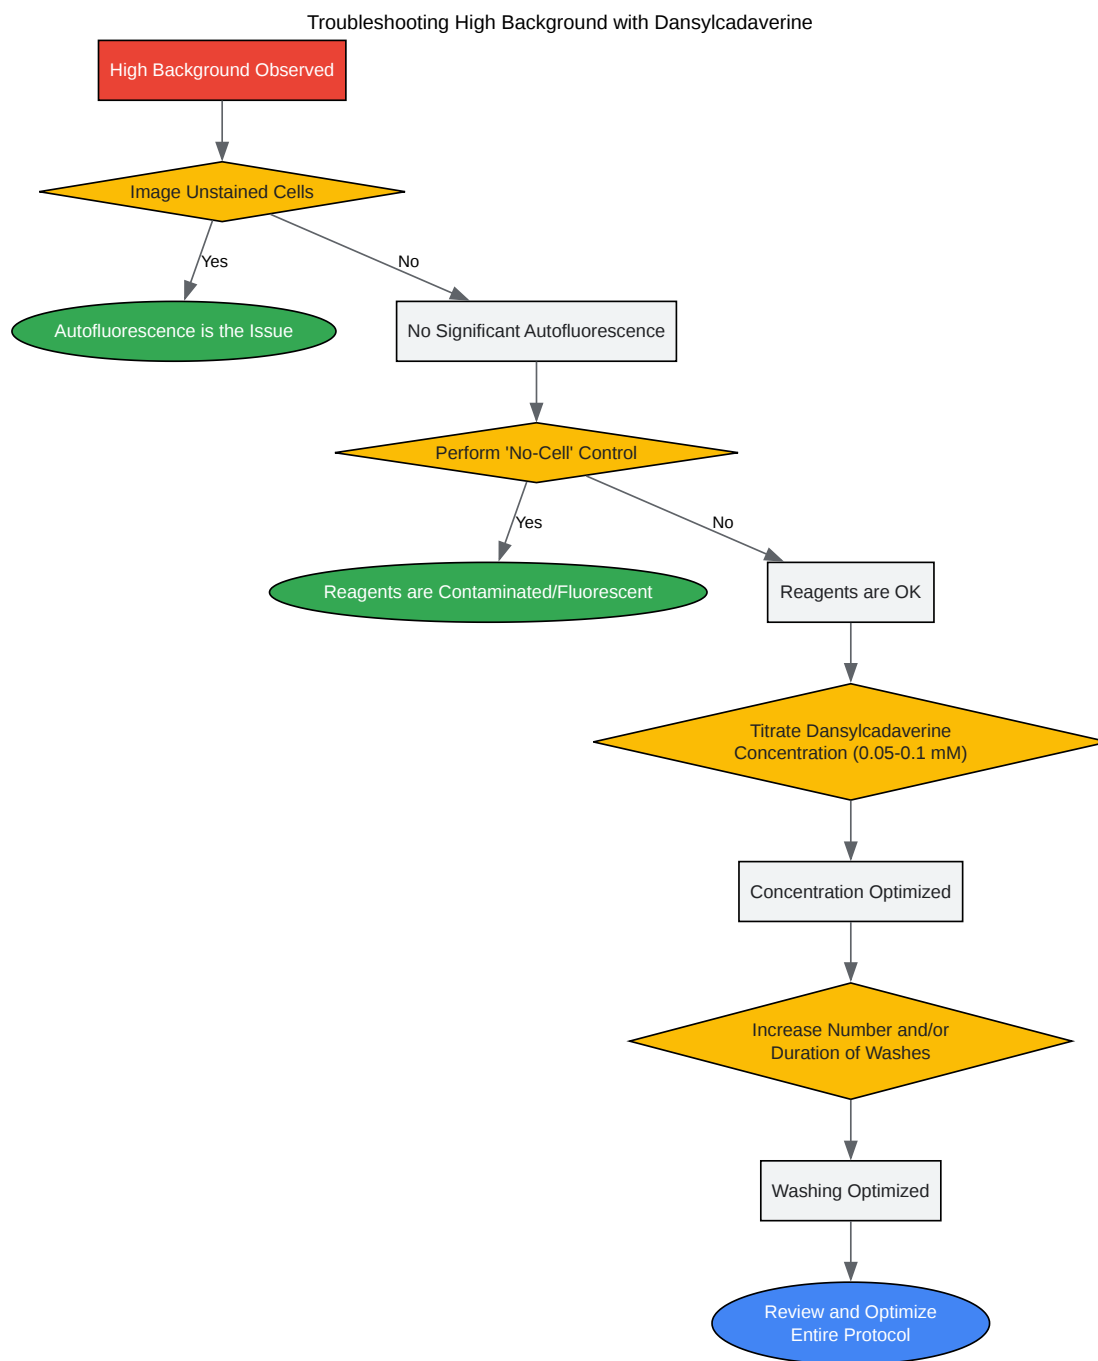 Troubleshooting High Background with Dansylcadaverine
High Background Observed
Image Unstained Cells
Yes
No
Autofluorescence is the Issue
No Significant Autofluorescence
Perform 'No-Cell' Control
Yes
No
Reagents are Contaminated/Fluorescent
Reagents are OK
Titrate Dansylcadaverine
Concentration (0.05-0.1 mM)
Concentration Optimized
Increase Number and/or
Duration of Washes
Washing Optimized
Review and Optimize
Entire Protocol